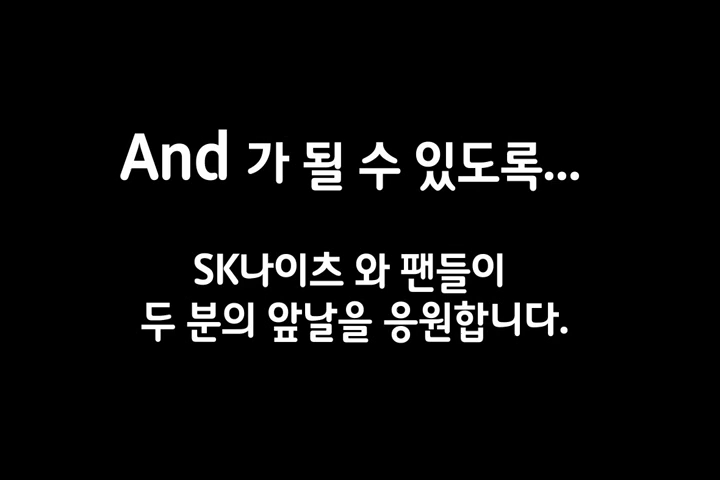 And 가 될 수 있도록...
SK나이츠 와 팬들이
두 분의 앞날을 응원합니다.